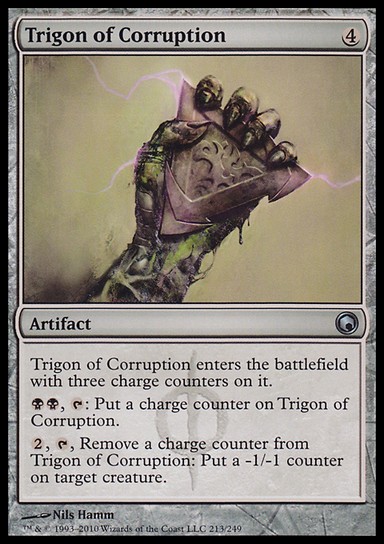 Trigon of Corruption 4
Artifact
Trigon of Corruption enters the battlefield
with three charge counters on it.
, : Put a charge counter on Trigon of
Corruption.
2, , Remove a charge counter from
Trigon of Corruption: Put a -1/-1 counter
on target creature.
Nils Hamm
™ & © 1993–2010 Wizards of the Coast LLC 213/249